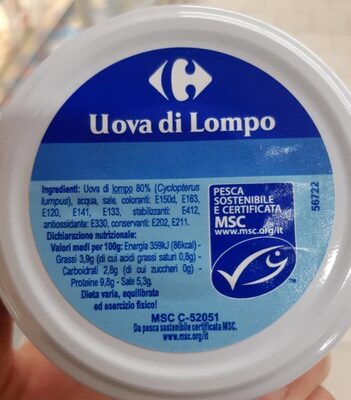 Uova di Lompo
Ingredienti: Uova di lompo 80% (Cyclopterus
lumpus), acqua, sale, coloranti: E150d, E163,
E120, E141, E133, stabilizzanti: E412,
antiossidante: E330, conservanti: E202, E211.
Dichiarazione nutrizionale:
Valori medi per 100g: Energia 359kJ (86kcal) -
Grassi 3,9g (di cui acidi grassi saturi 0,8g) -
Carboidrati 2,8g (di cui zuccheri 0g) -
Proteine 9,8g - Sale 5,3g.
Dieta varia, equilibrata
ed esercizio fisico!
PESCA
SOSTENIBILE
E CERTIFICATA
MSC
www.msc.org/it
TM
56722
MSC C-52051
Da pesca sostenibile certificata MSC.
www.msc.org/it